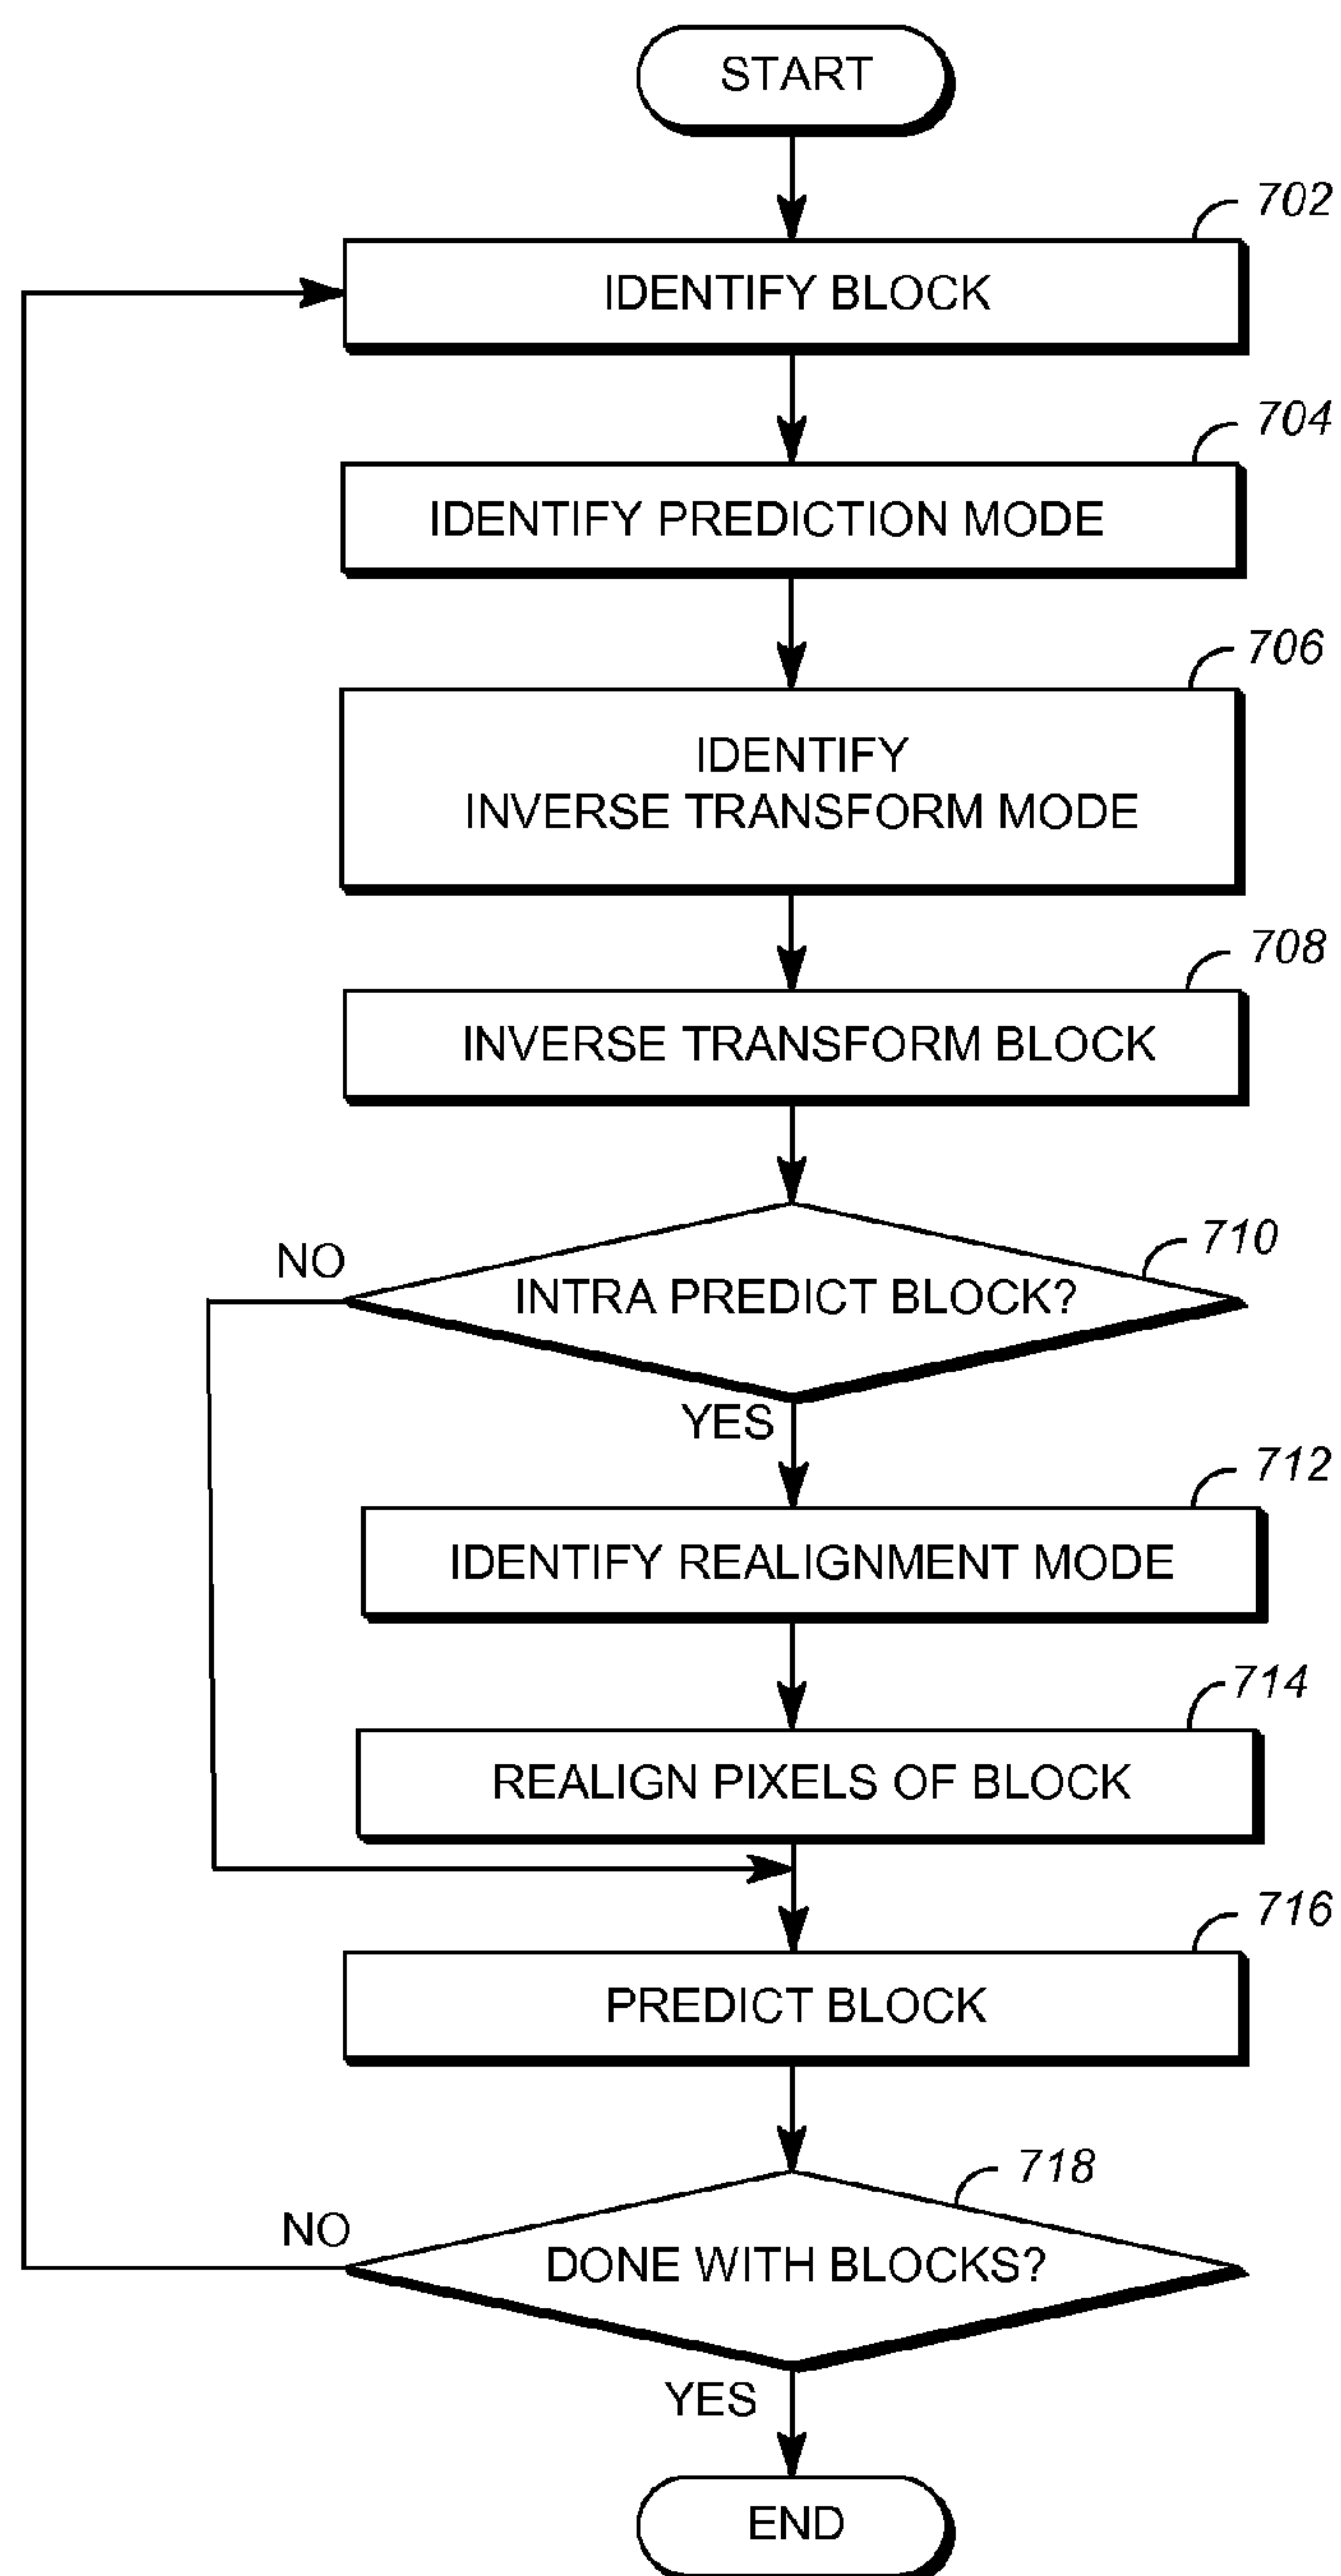 START
702
IDENTIFY BLOCK
704
IDENTIFY PREDICTION MODE
706
IDENTIFY
INVERSE TRANSFORM MODE
708
INVERSE TRANSFORM BLOCK
710
NO
INTRA PREDICT BLOCK?
YES
712
IDENTIFY REALIGNMENT MODE
714
REALIGN PIXELS OF BLOCK
716
PREDICT BLOCK
718
NO
DONE WITH BLOCKS?
YES
END